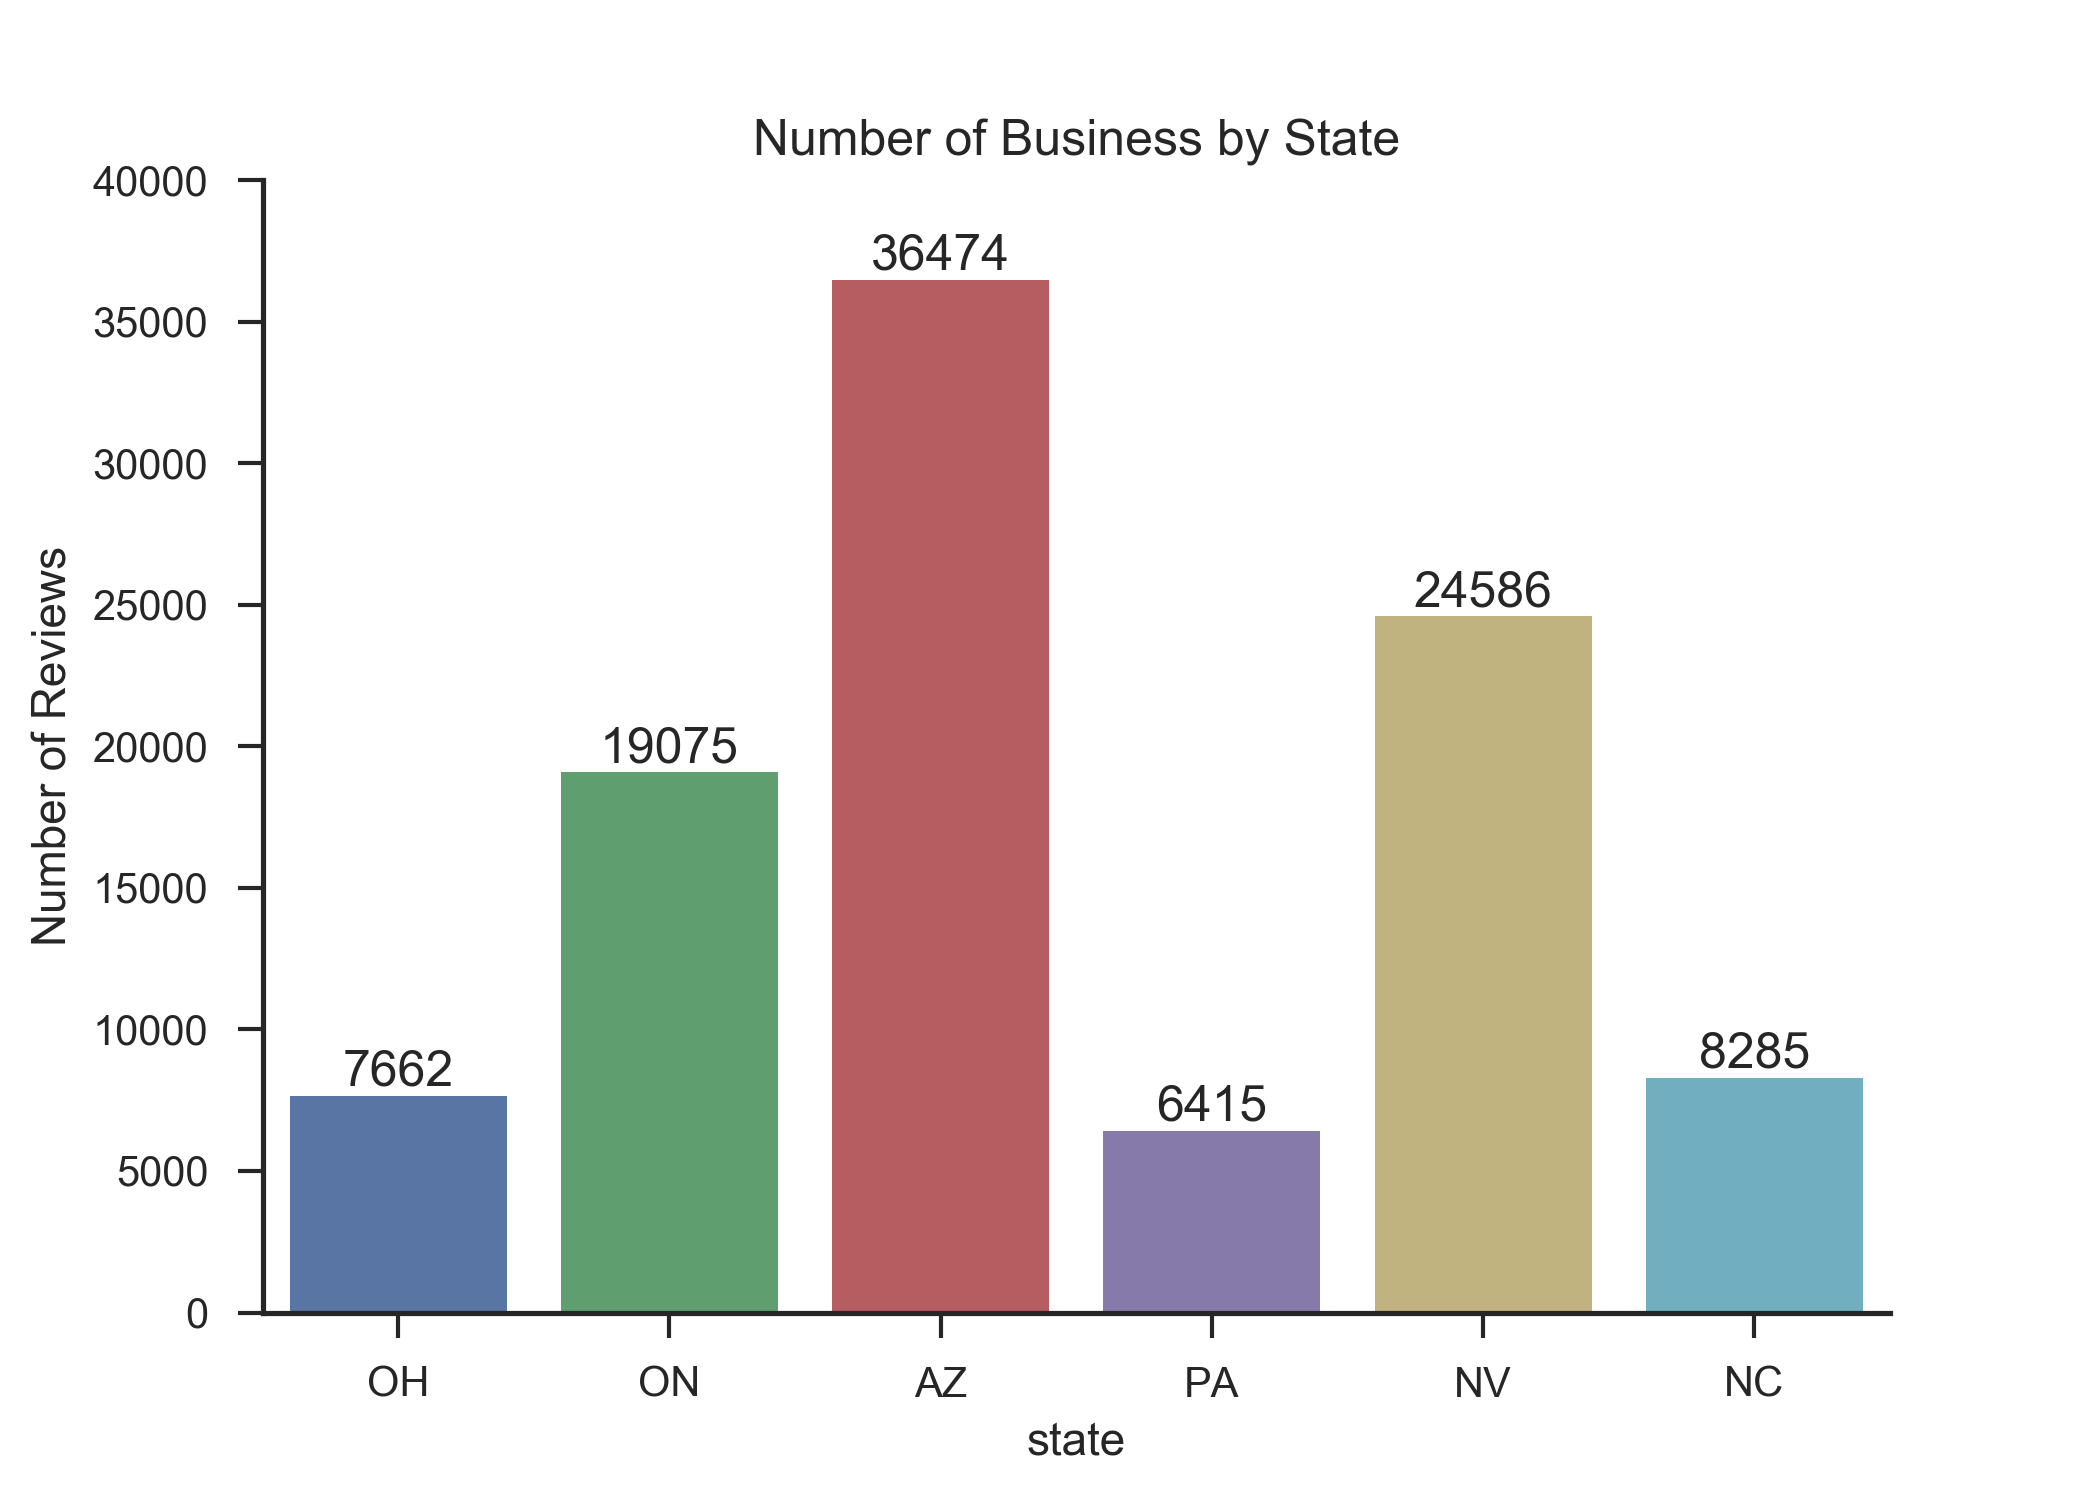 Number of Business by State
40000
35000
30000
25000
20000
15000
10000
5000
0
Number of Reviews
7662
19075
36474
6415
24586
8285
OH
ON
AZ
PA
NV
NC
state